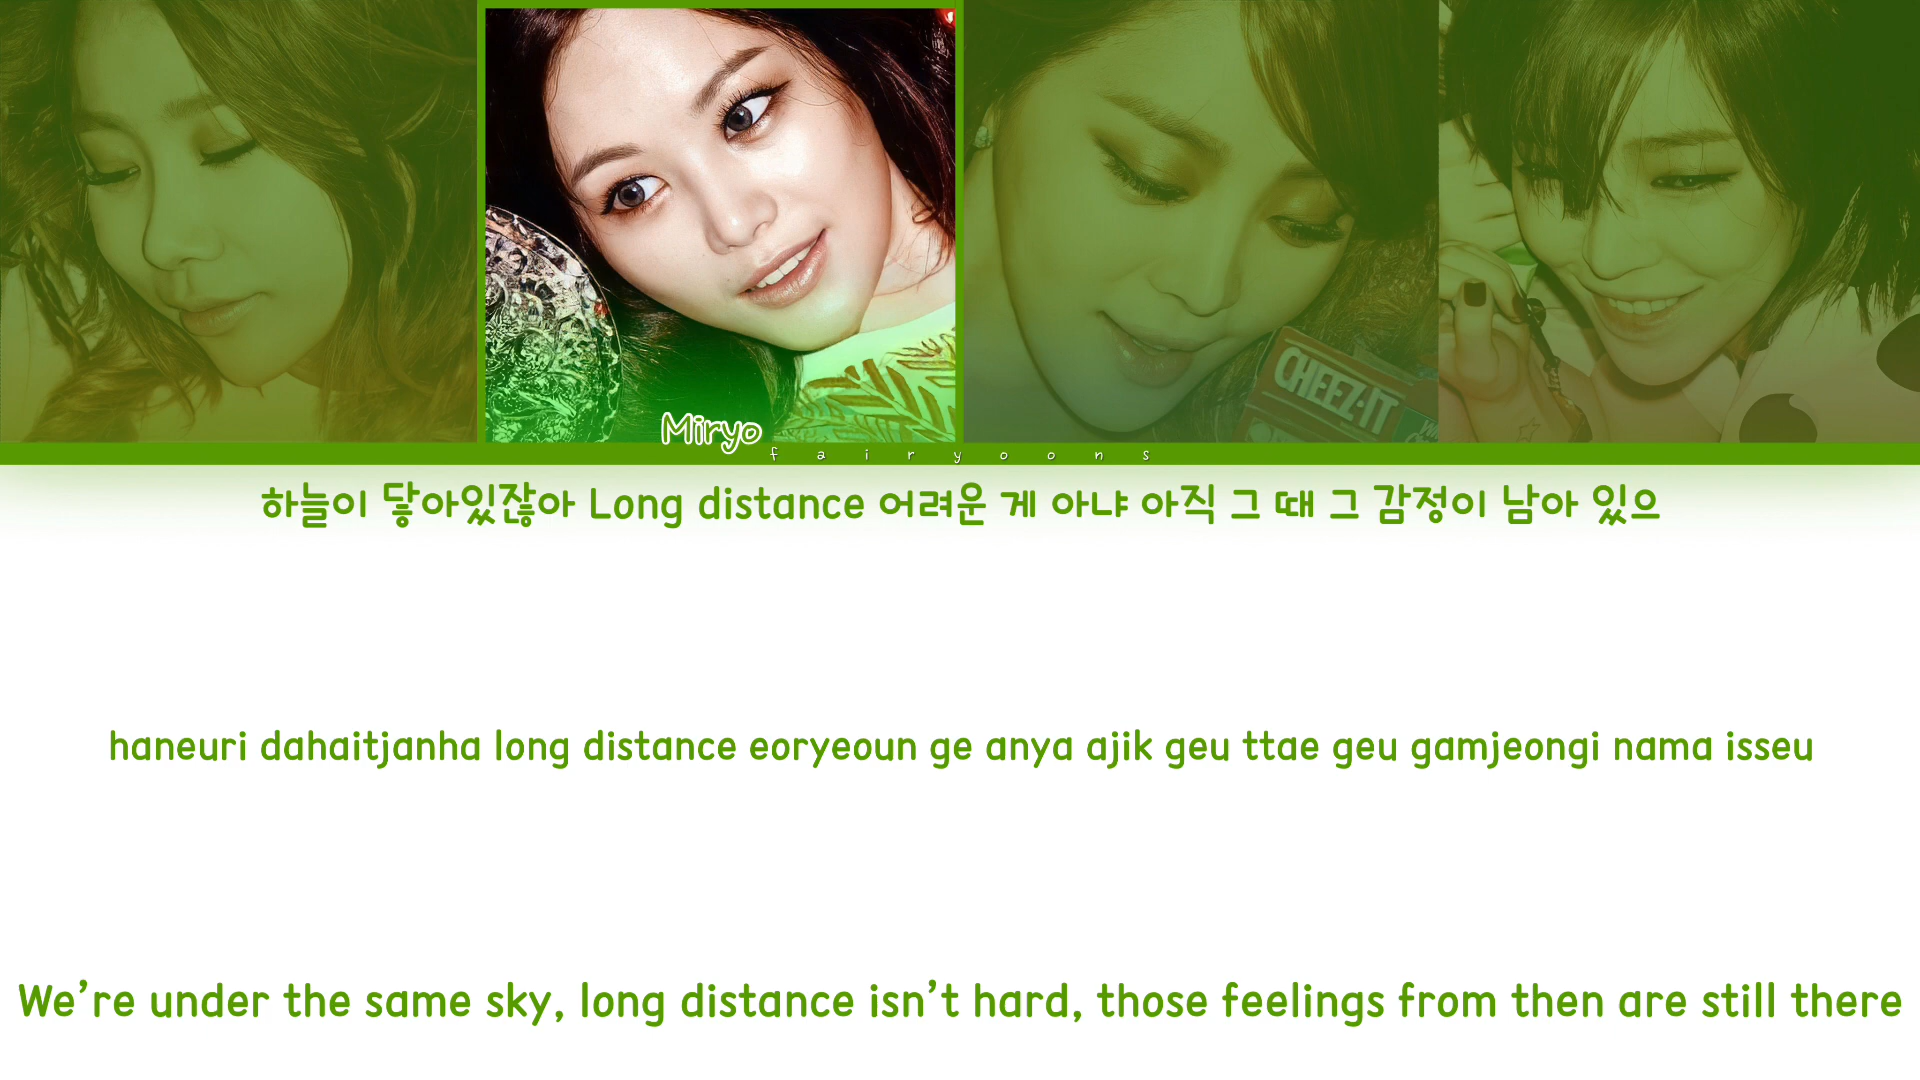 CHEEZ-IT
Miryo
fairyoons
하늘이 닿아있잖아 Long distance 어려운 게 아냐 아직 그 때 그 감정이 남아 있으
haneuri dahaitjanha long distance eoryeoun ge anya ajik geu ttae geu gamjeongi nama isseu
We’re under the same sky, long distance isn’t hard, those feelings from then are still there